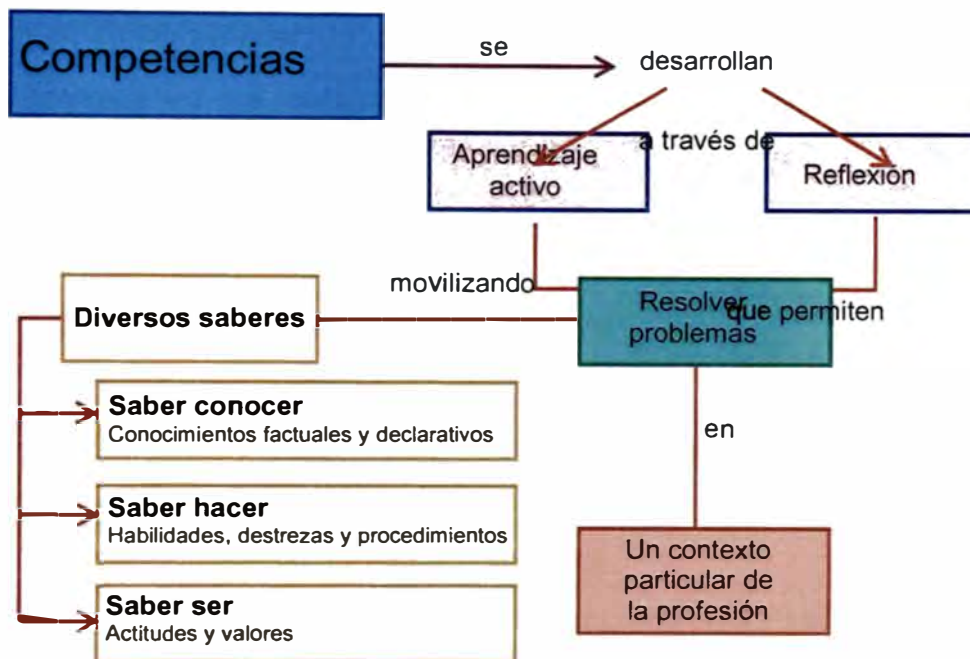 Competencias
se
desarrollan
a través de
Aprendizaje
activo
Reflexión
movilizando
Resolver
problemas
que permiten
Diversos saberes
Saber conocer
Conocimientos factuales y declarativos
en
Saber hacer
Habilidades, destrezas y procedimientos
Un contexto
particular de
la profesión
Saber ser
Actitudes y valores